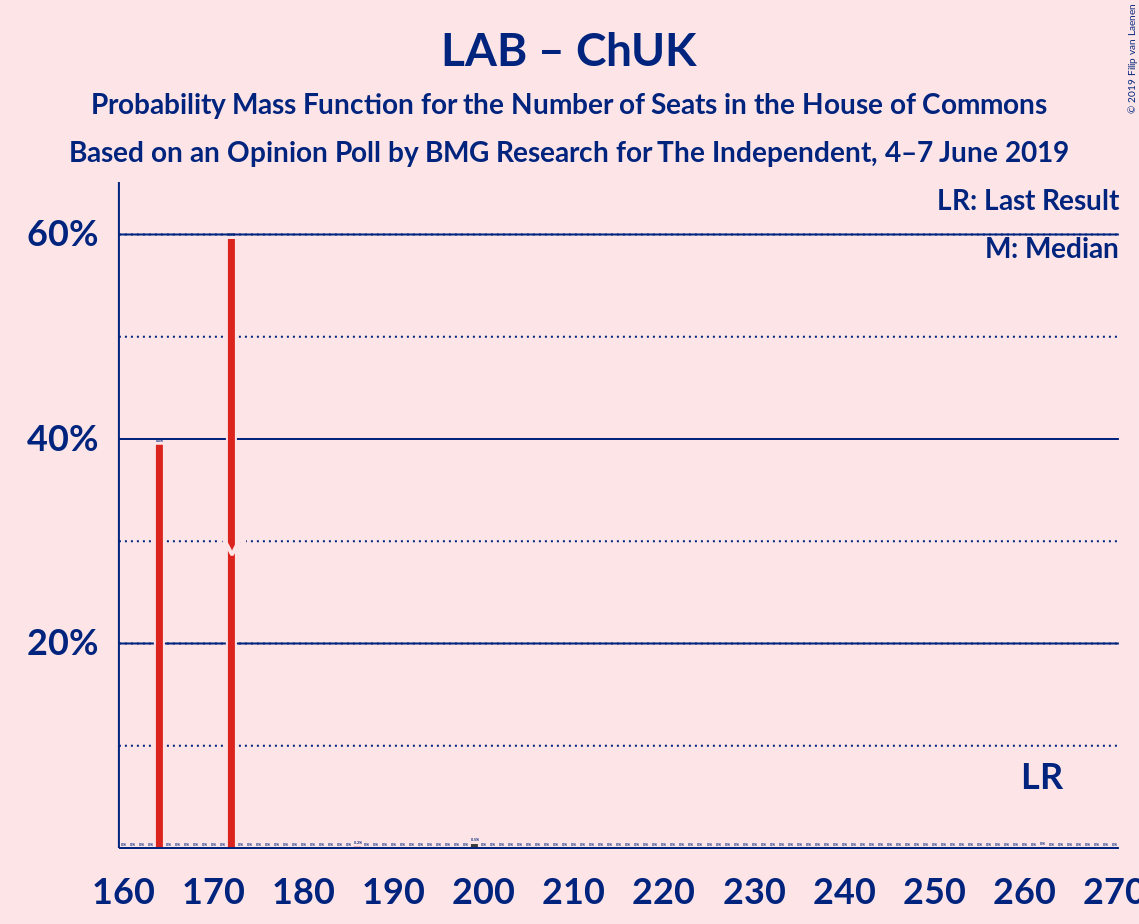 LAB – ChUK
Probability Mass Function for the Number of Seats in the House of Commons
Based on an Opinion Poll by BMG Research for The Independent, 4–7 June 2019
© 2019 Filip van Laenen
LR: Last Result
M: Median
60%
40%
20%
M
LR
160 170 180 190 200 210 220 230 240 250 260 270